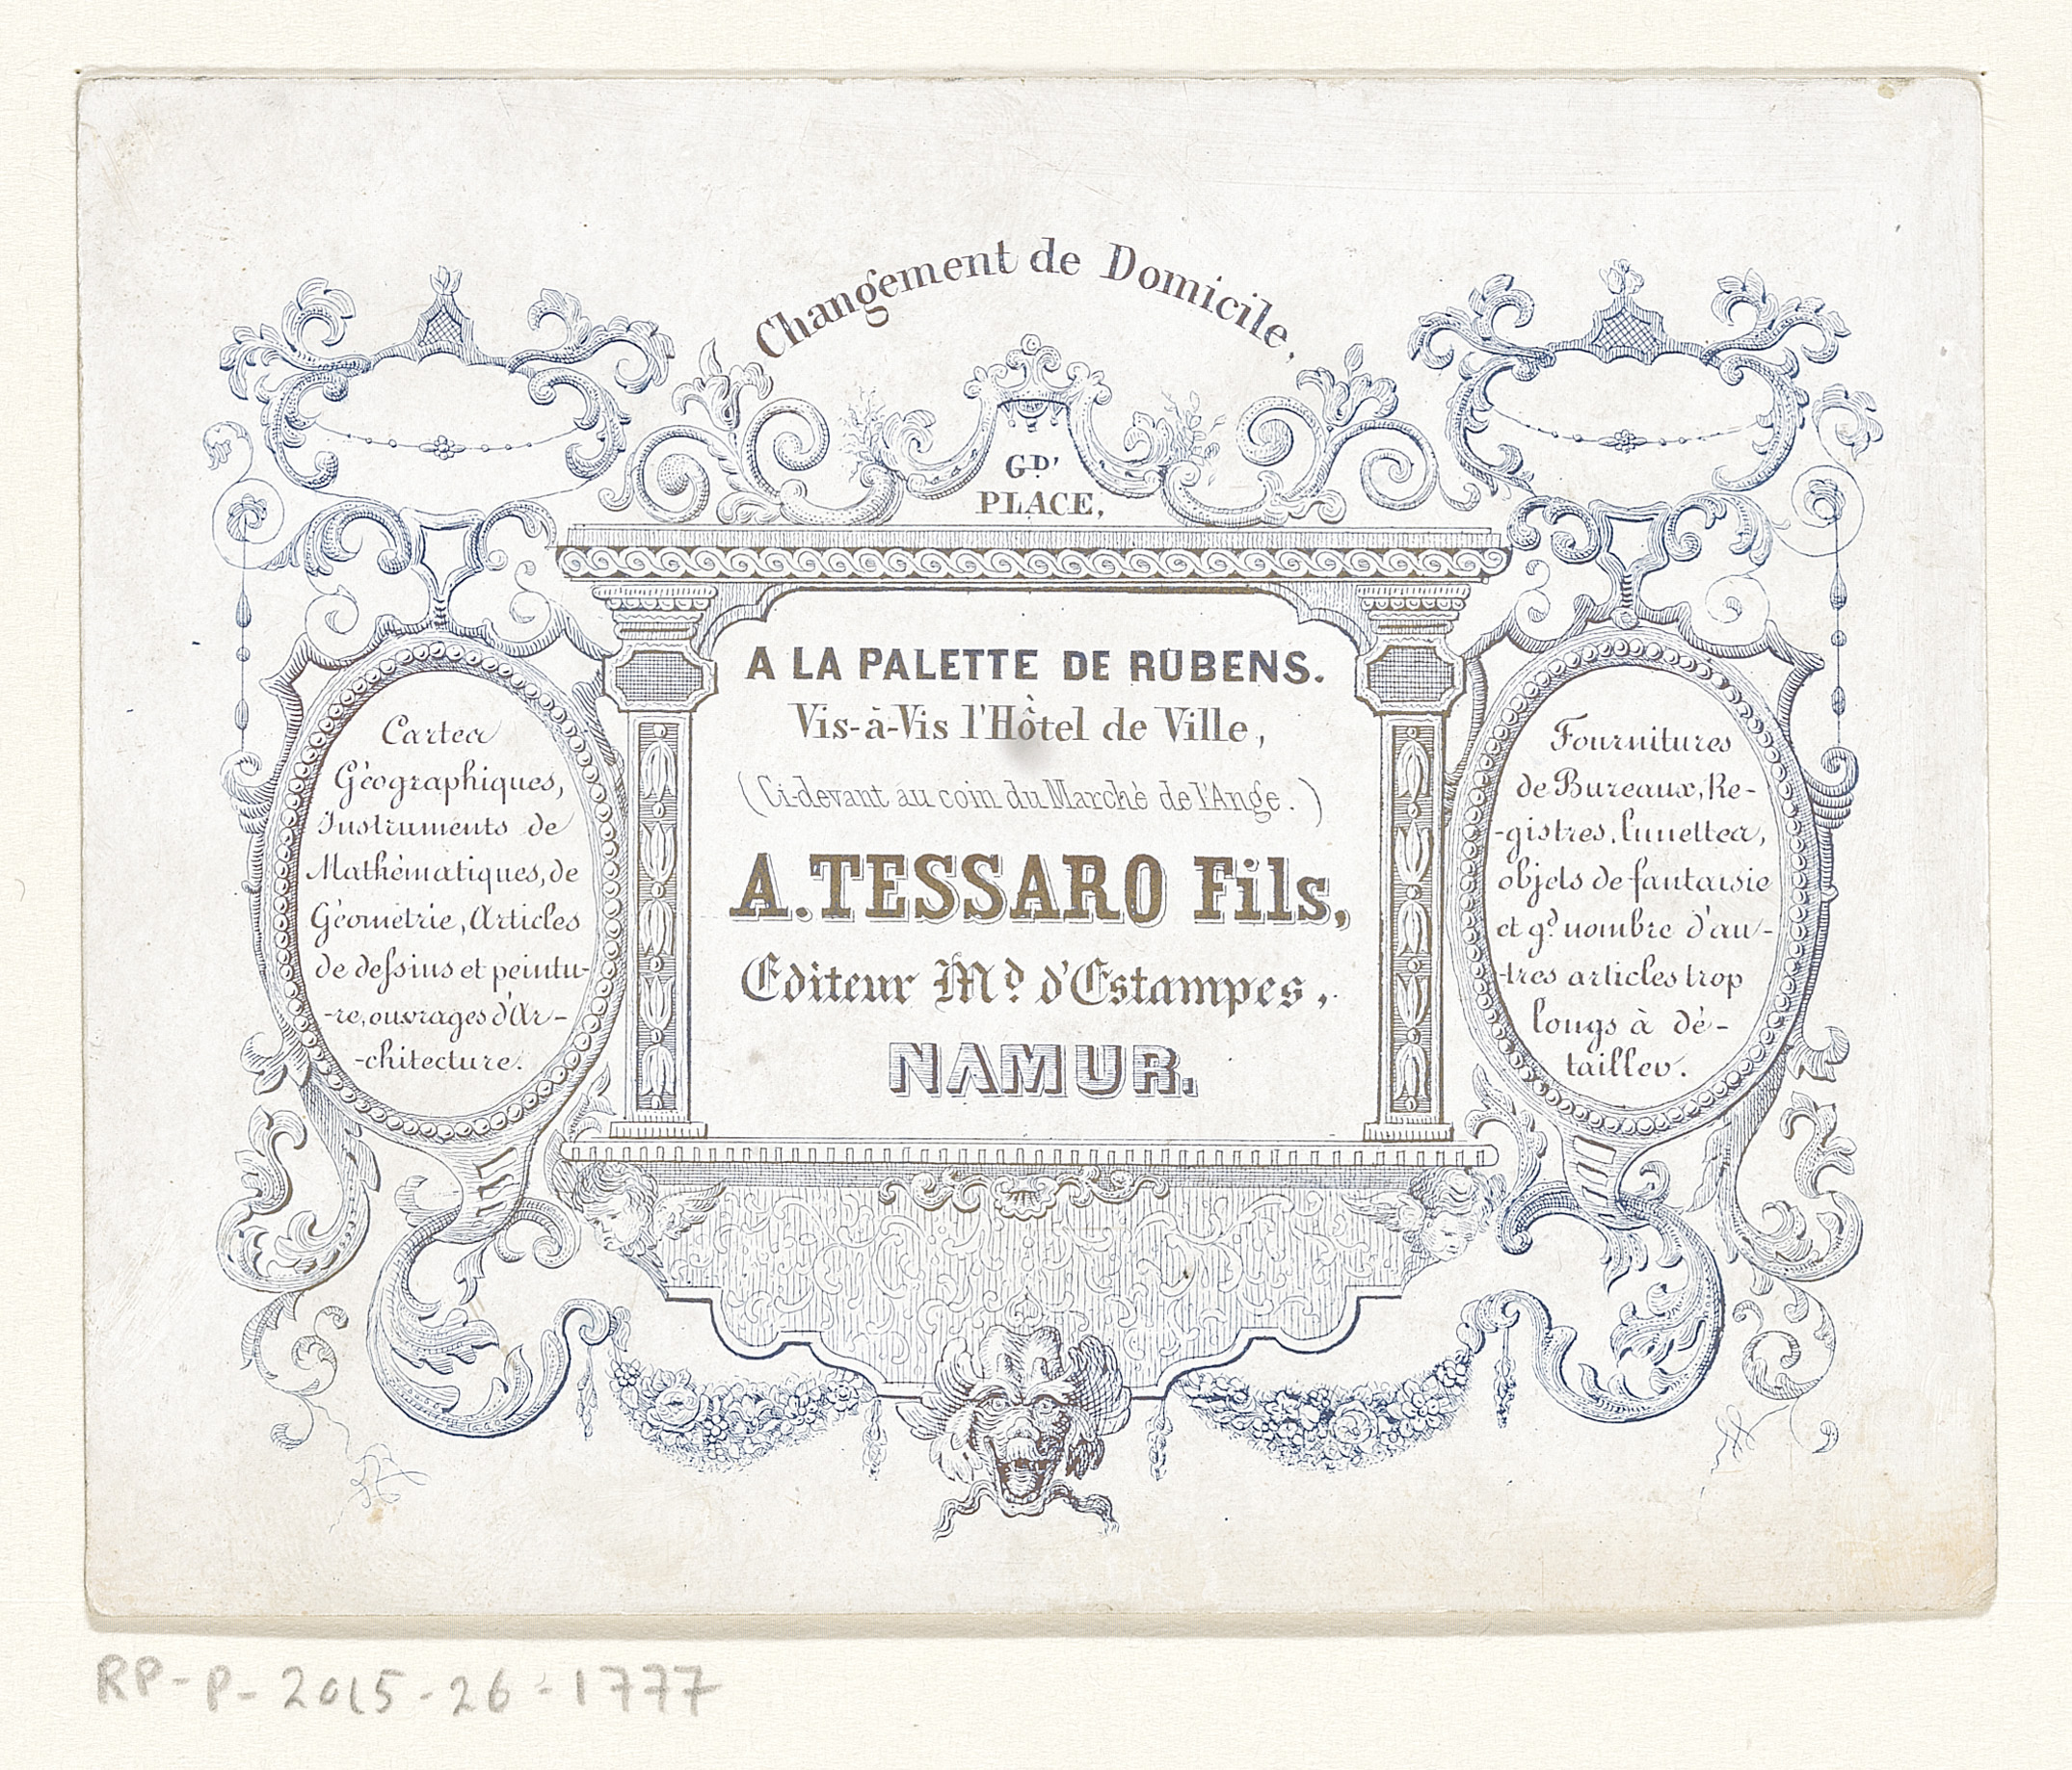 Changement de Domicile,
Gᴰ'
PLACE,
A LA PALETTE DE RUBENS.
Vis-à-Vis l'Hôtel de Ville,
(Ci-devant au coin du Marché de l'Ange.)
A. TESSARO Fils,
Editeur Mᵈ d'Estampes,
NAMUR.
Cartes
Géographiques,
Instruments de
Mathématiques, de
Géométrie, Articles
de dessins et peintu-
-re, ouvrages d'Ar-
-chitecture.
Fournitures
de Bureaux, Re-
-gistres, lunettes,
objets de fantaisie
et gᵈ nombre d'au-
-tres articles trop
longs à dé-
tailler.
RP-P-2015-26-1777